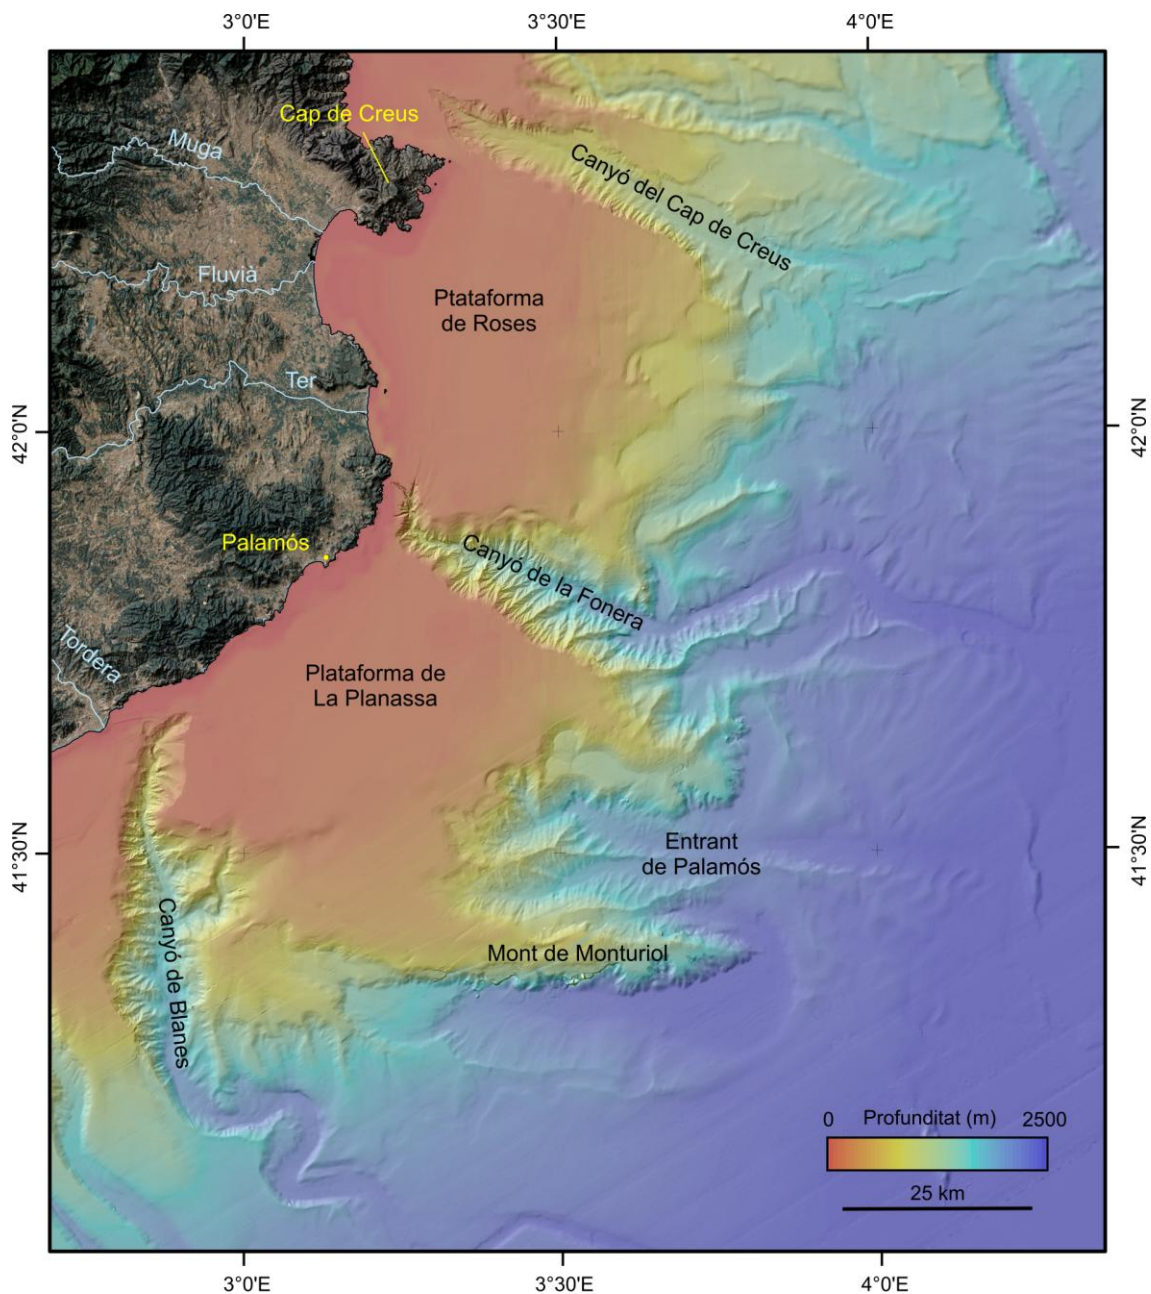 3°0'E
3°30'E
4°0'E
Cap de Creus
Muga
Canyó del Cap de Creus
Fluvià
Ptataforma
de Roses
Ter
42°0'N
42°0'N
Palamós
Canyó de la Fonera
Tordera
Plataforma de
La Planassa
41°30'N
41°30'N
Entrant
de Palamós
Canyó de Blanes
Mont de Monturiol
0
Profunditat (m)
2500
25 km
3°0'E
3°30'E
4°0'E